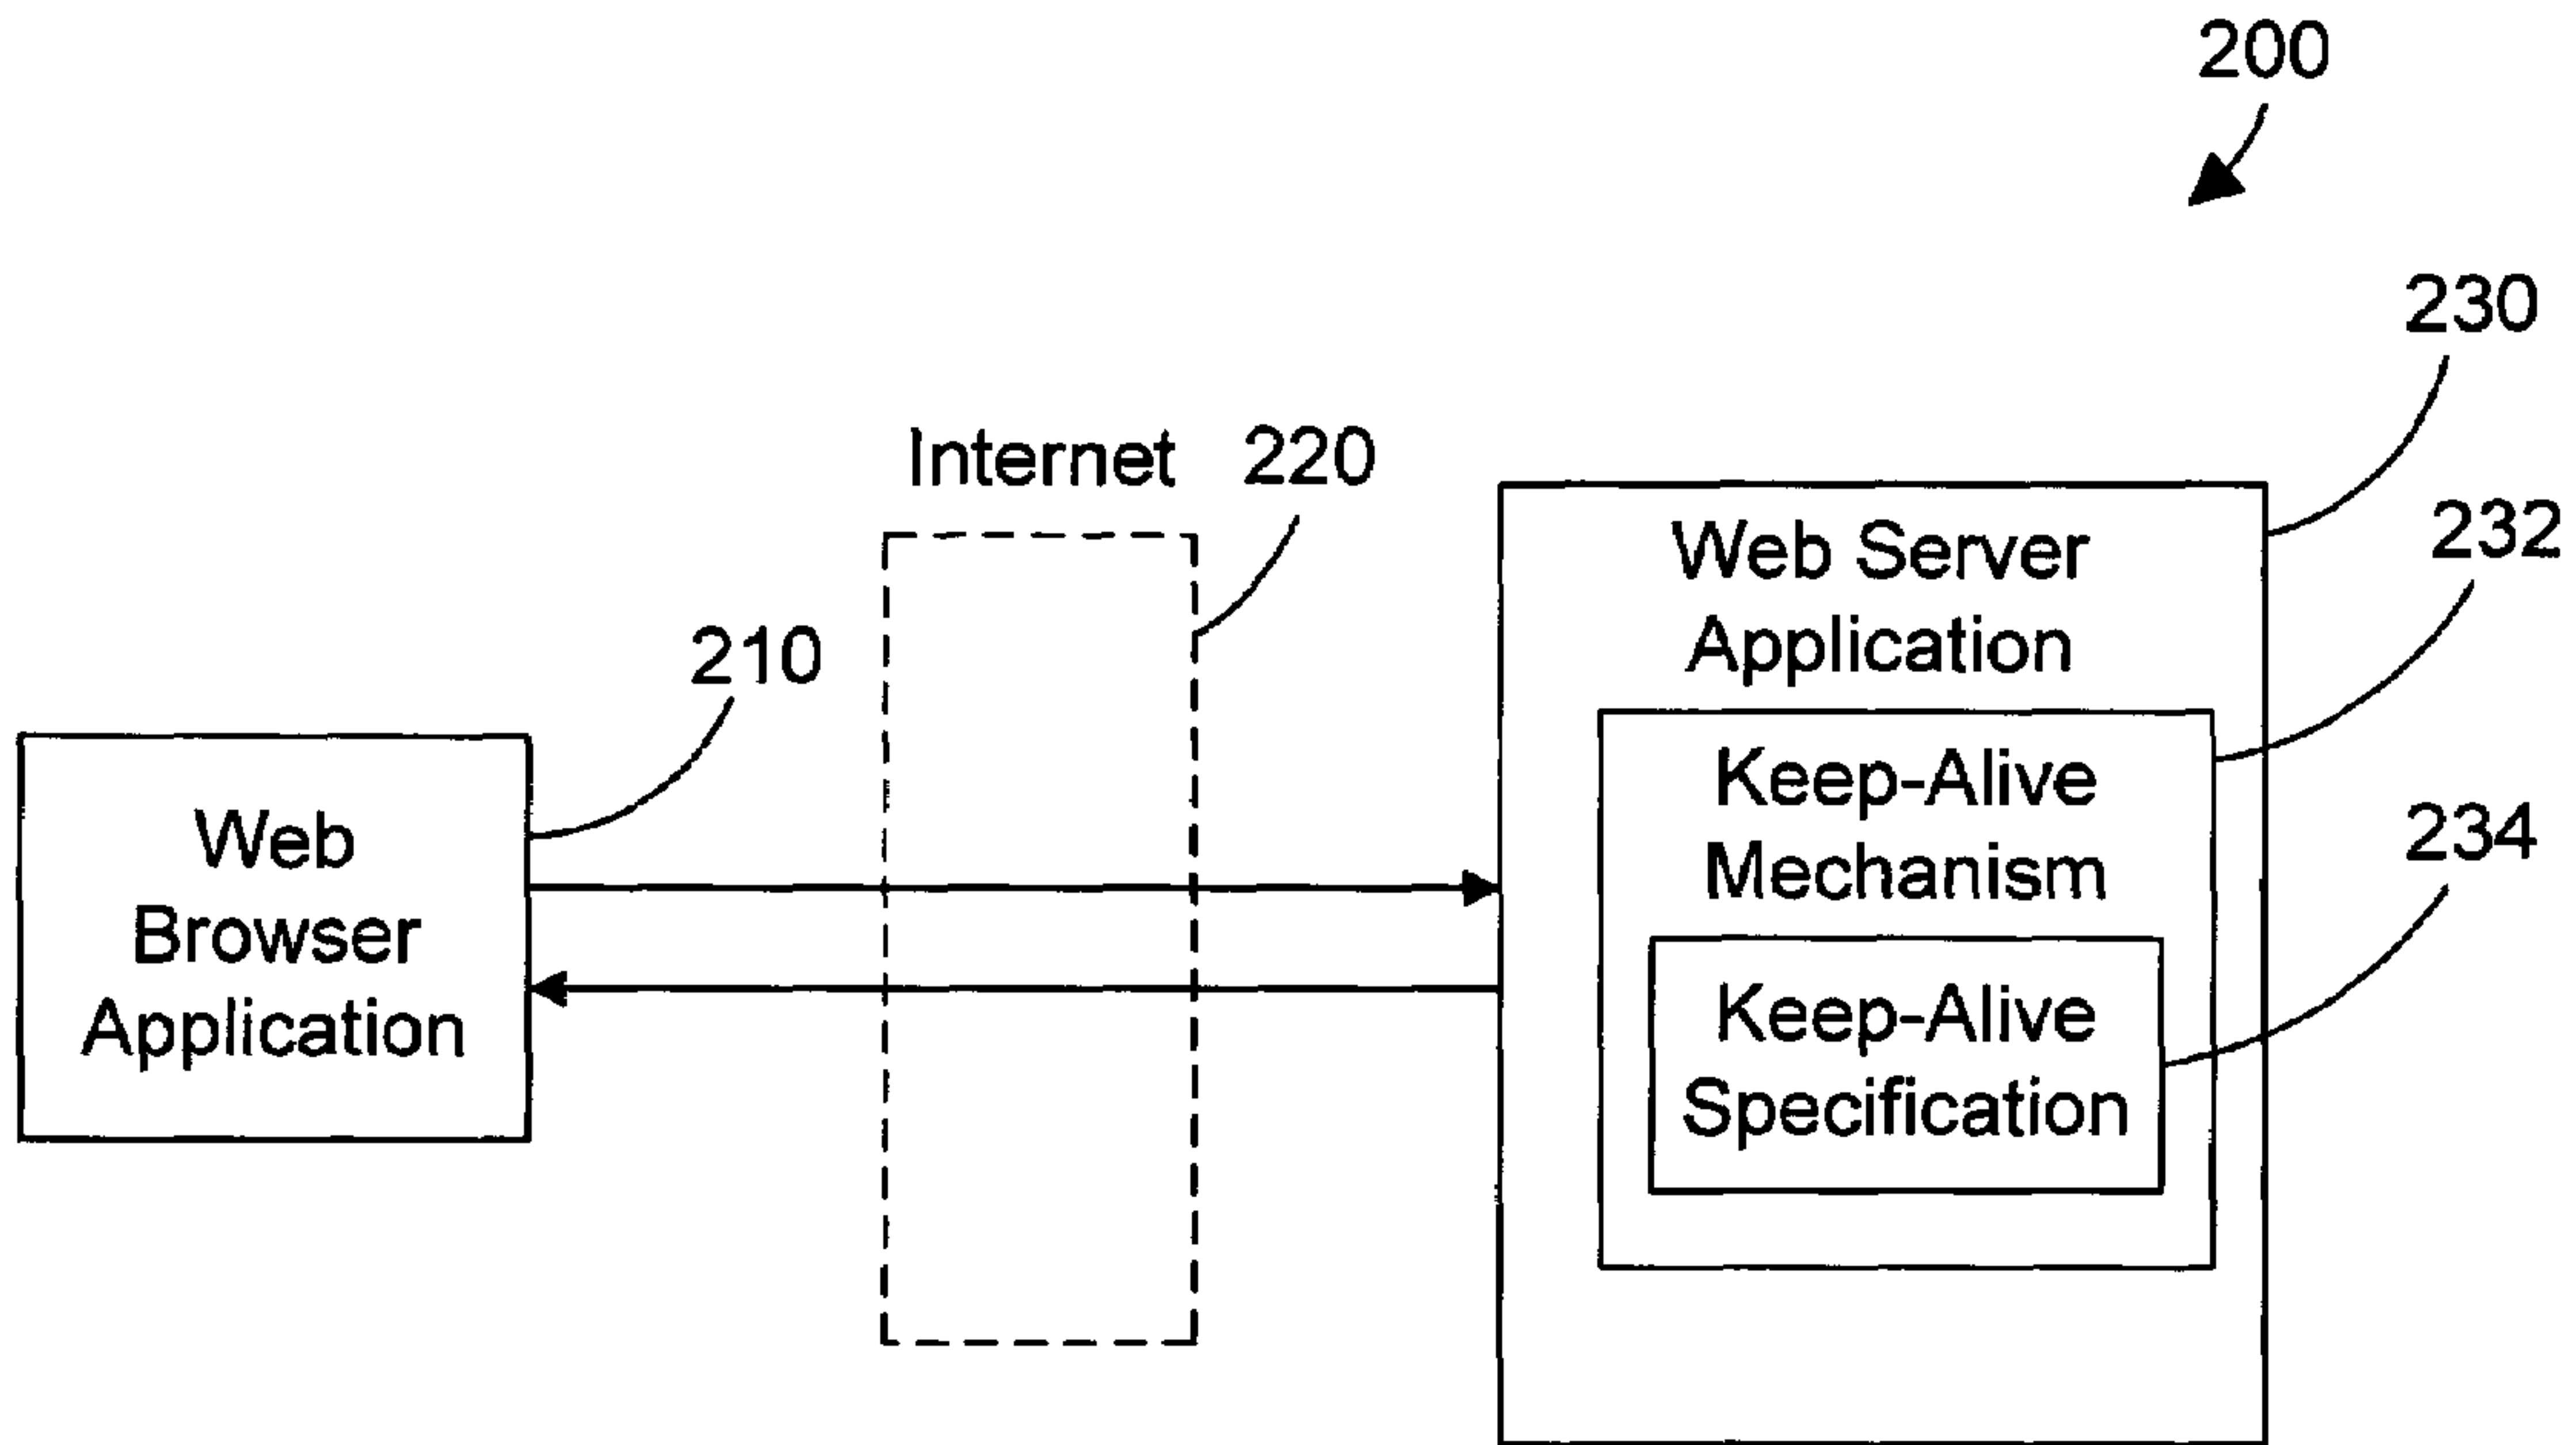 200
230
Internet 220
232
Web Server
Application
210
Keep-Alive
Mechanism
234
Web
Browser
Application
Keep-Alive
Specification